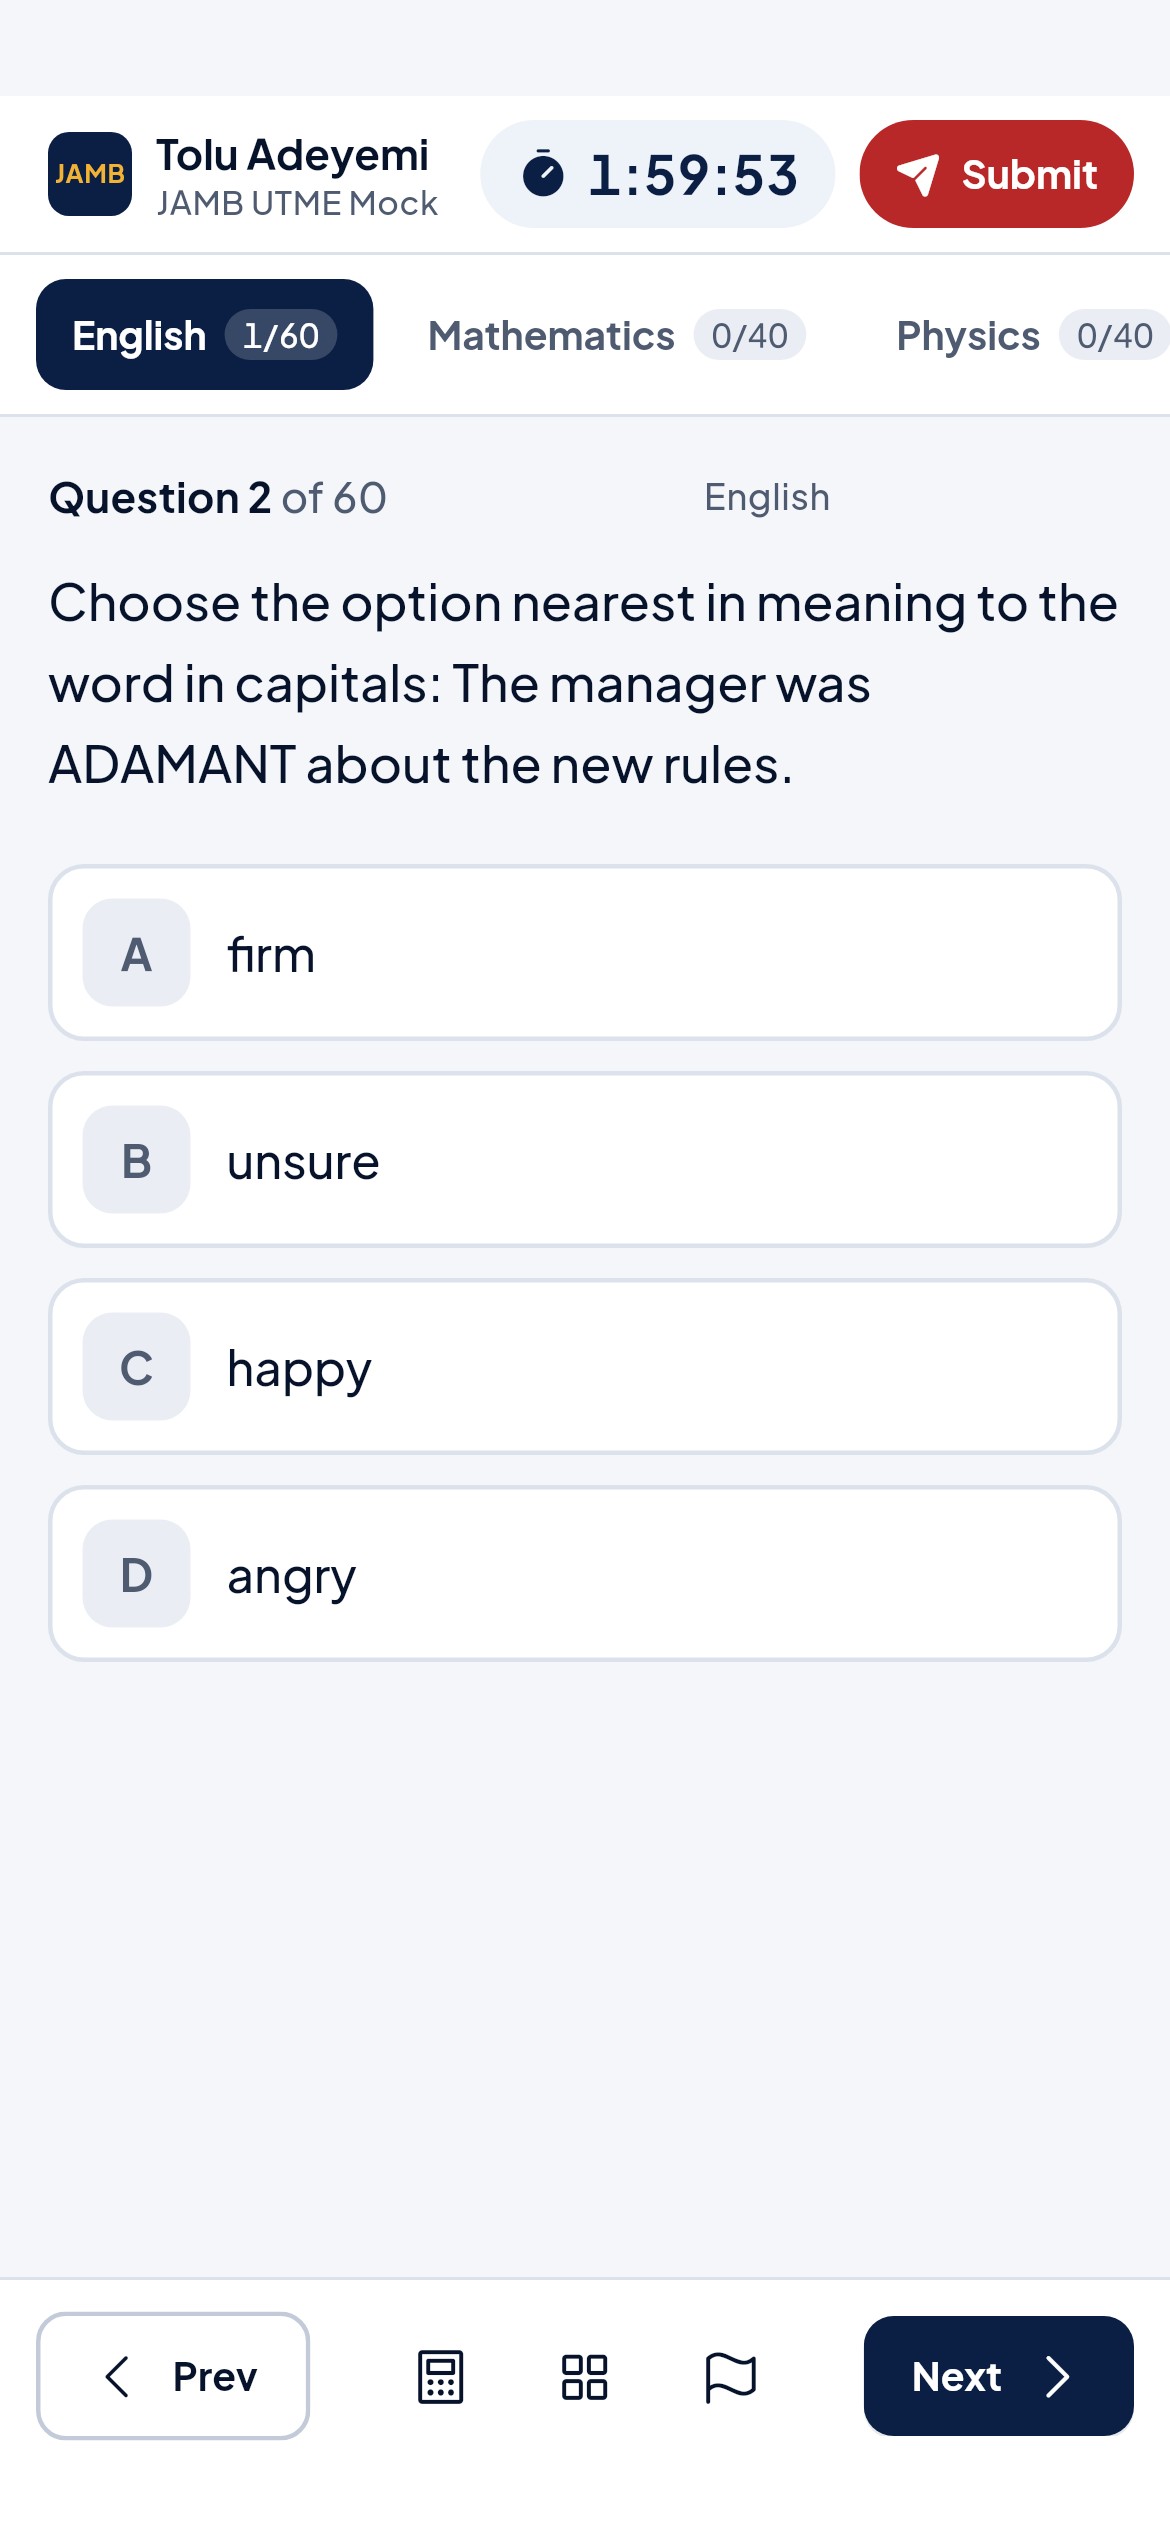 JAMB
Tolu Adeyemi
JAMB UTME Mock
1:59:53
Submit
English 1/60
Mathematics 0/40
Physics 0/40
Question 2 of 60
English
Choose the option nearest in meaning to the
word in capitals: The manager was
ADAMANT about the new rules.
A firm
B unsure
C happy
D angry
Prev
Next